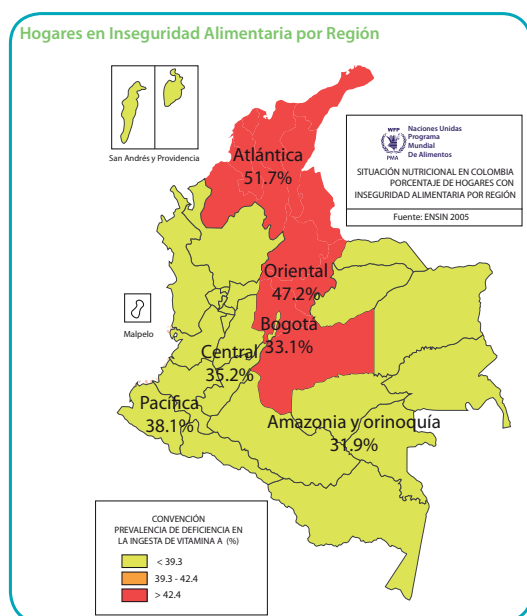 Hogares en Inseguridad Alimentaria por Región
San Andrés y Providencia
WFP
PMA
Naciones Unidas
Programa
Mundial
De Alimentos
SITUACIÓN NUTRICIONAL EN COLOMBIA
PORCENTAJE DE HOGARES CON
INSEGURIDAD ALIMENTARIA POR REGIÓN
Fuente: ENSIN 2005
Atlántica
51.7%
Oriental
47.2%
Malpelo
Bogotá
33.1%
Central
35.2%
Pacífica
38.1%
Amazonia y orinoquía
31.9%
CONVENCIÓN
PREVALENCIA DE DEFICIENCIA EN
LA INGESTA DE VITAMINA A (%)
< 39.3
39.3 - 42.4
> 42.4